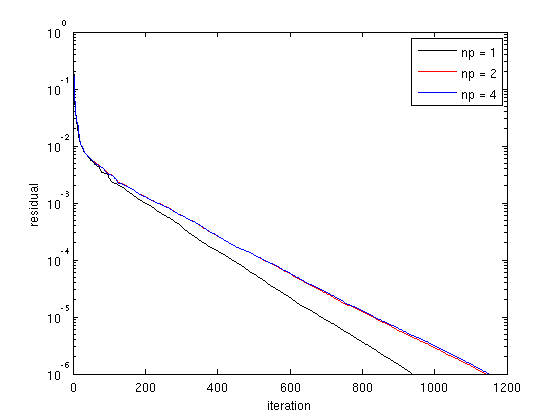 10^0
10^-1
10^-2
10^-3
10^-4
10^-5
10^-6
residual
0 200 400 600 800 1000 1200
iteration
np = 1
np = 2
np = 4